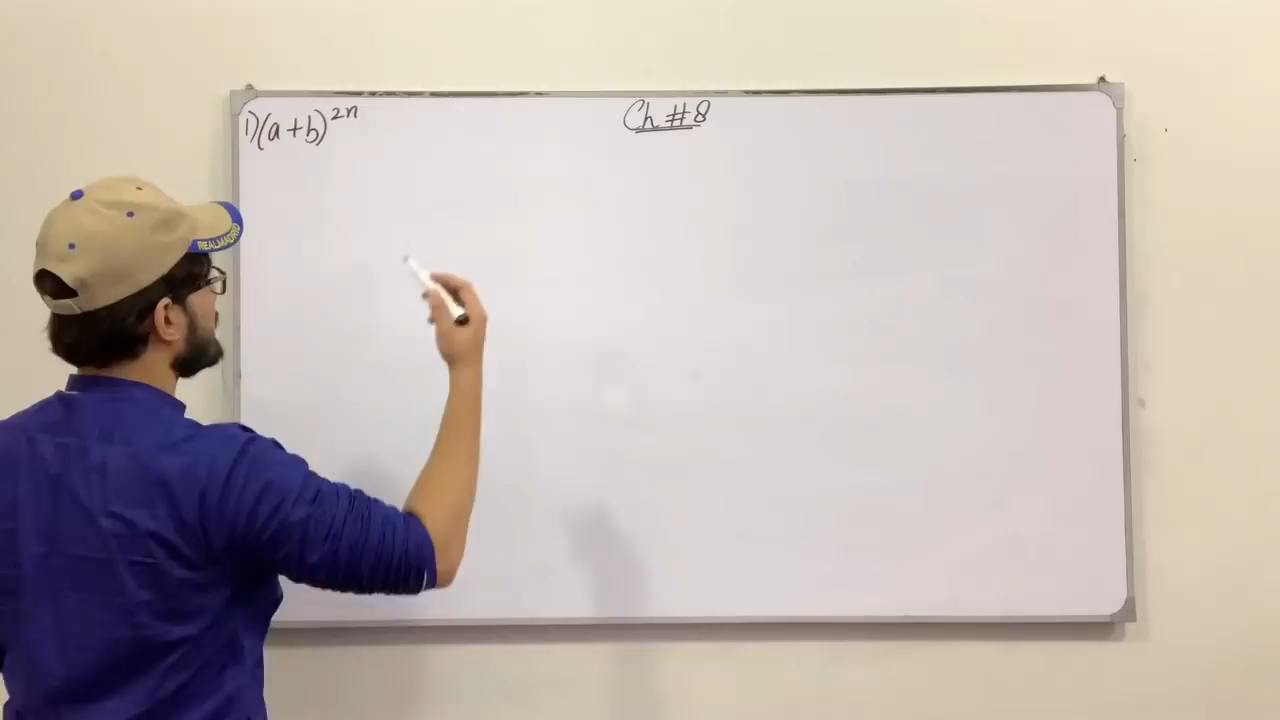 Ch #8
1) (a+b)²ⁿ
REALMADRID